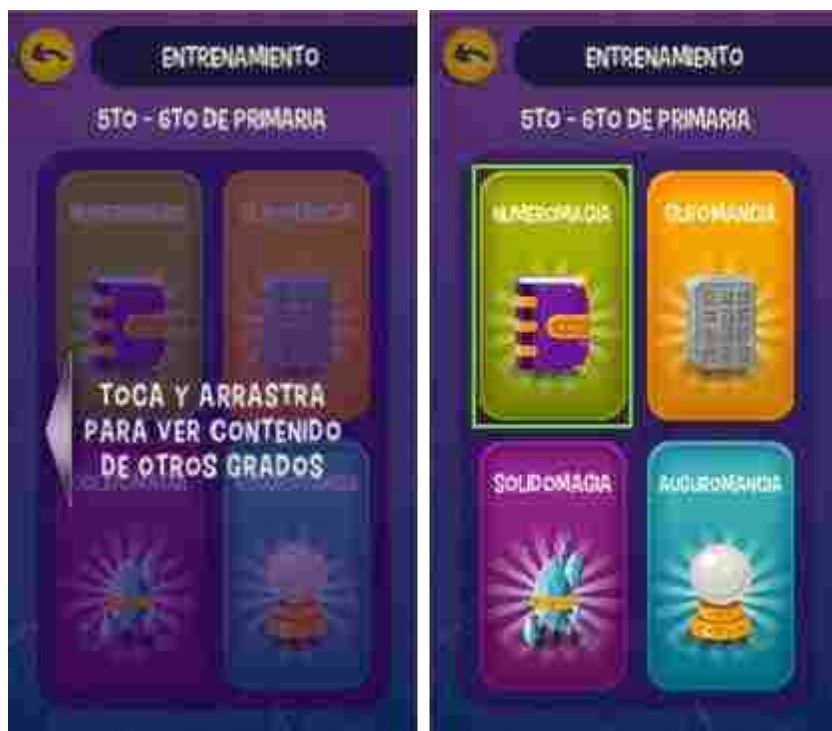 ENTRENAMIENTO
5TO - 6TO DE PRIMARIA
TOCA Y ARRASTRA
PARA VER CONTENIDO
DE OTROS GRADOS
ENTRENAMIENTO
5TO - 6TO DE PRIMARIA
NUMEROMAGIA
SOLIDOMAGIA
AUGUROMANCIA